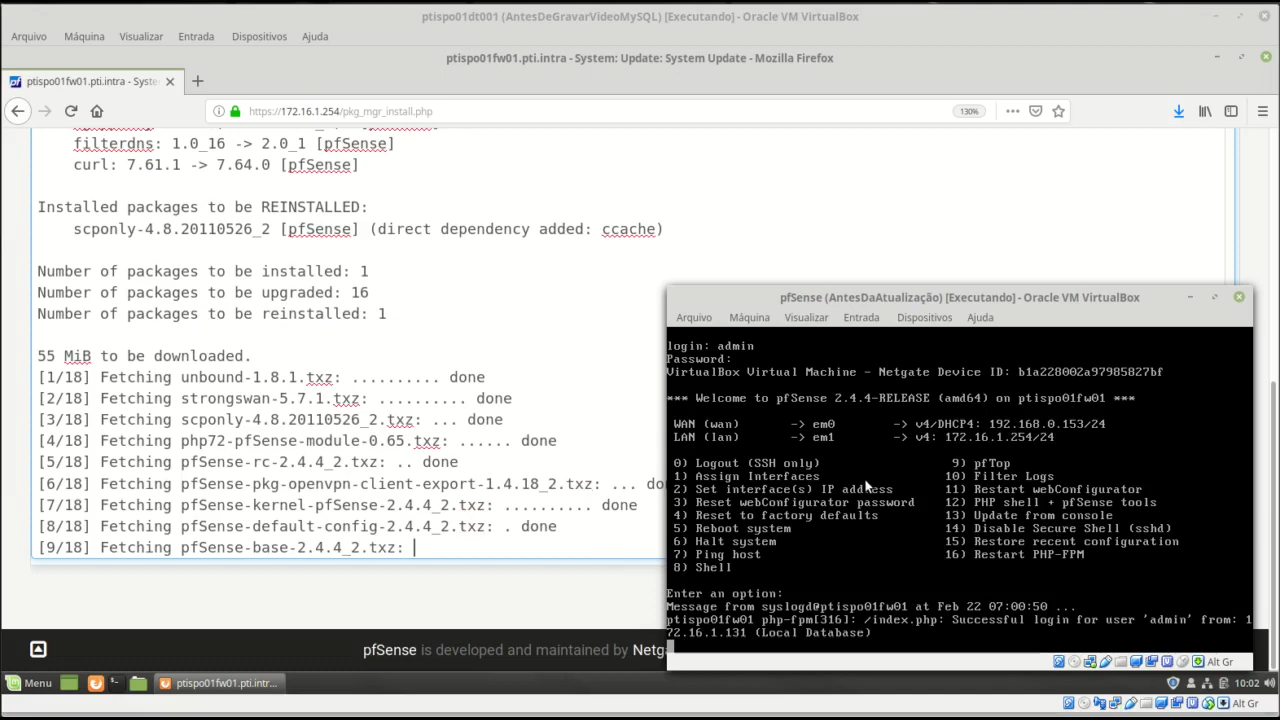 ptispo01dt001 (AntesDeGravarVideoMySQL) [Executando] - Oracle VM VirtualBox
Arquivo Máquina Visualizar Entrada Dispositivos Ajuda
ptispo01fw01.pti.intra - System: Update: System Update - Mozilla Firefox
ptispo01fw01.pti.intra - Syste
https://172.16.1.254/pkg_mgr_install.php
130%
filterdns: 1.0_16 -> 2.0_1 [pfSense]
curl: 7.61.1 -> 7.64.0 [pfSense]
Installed packages to be REINSTALLED:
scponly-4.8.20110526_2 [pfSense] (direct dependency added: ccache)
Number of packages to be installed: 1
Number of packages to be upgraded: 16
Number of packages to be reinstalled: 1
55 MiB to be downloaded.
[1/18] Fetching unbound-1.8.1.txz: .......... done
[2/18] Fetching strongswan-5.7.1.txz: .......... done
[3/18] Fetching scponly-4.8.20110526_2.txz: ... done
[4/18] Fetching php72-pfSense-module-0.65.txz: ...... done
[5/18] Fetching pfSense-rc-2.4.4_2.txz: .. done
[6/18] Fetching pfSense-pkg-openvpn-client-export-1.4.18_2.txz: ... do
[7/18] Fetching pfSense-kernel-pfSense-2.4.4_2.txz: .......... done
[8/18] Fetching pfSense-default-config-2.4.4_2.txz: . done
[9/18] Fetching pfSense-base-2.4.4_2.txz:
pfSense (AntesDaAtualização) [Executando] - Oracle VM VirtualBox
Arquivo Máquina Visualizar Entrada Dispositivos Ajuda
login: admin
Password:
VirtualBox Virtual Machine - Netgate Device ID: b1a228002a97985827bf
*** Welcome to pfSense 2.4.4-RELEASE (amd64) on ptispo01fw01 ***
WAN (wan) -> em0 -> v4/DHCP4: 192.168.0.153/24
LAN (lan) -> em1 -> v4: 172.16.1.254/24
0) Logout (SSH only) 9) pfTop
1) Assign Interfaces 10) Filter Logs
2) Set interface(s) IP address 11) Restart webConfigurator
3) Reset webConfigurator password 12) PHP shell + pfSense tools
4) Reset to factory defaults 13) Update from console
5) Reboot system 14) Disable Secure Shell (sshd)
6) Halt system 15) Restore recent configuration
7) Ping host 16) Restart PHP-FPM
8) Shell
Enter an option:
Message from syslogd@ptispo01fw01 at Feb 22 07:00:50 ...
ptispo01fw01 php-fpm[316]: /index.php: Successful login for user 'admin' from: 1
72.16.1.131 (Local Database)
Alt Gr
pfSense is developed and maintained by Netga
Menu
ptispo01fw01.pti.intr...
10:02
Alt Gr